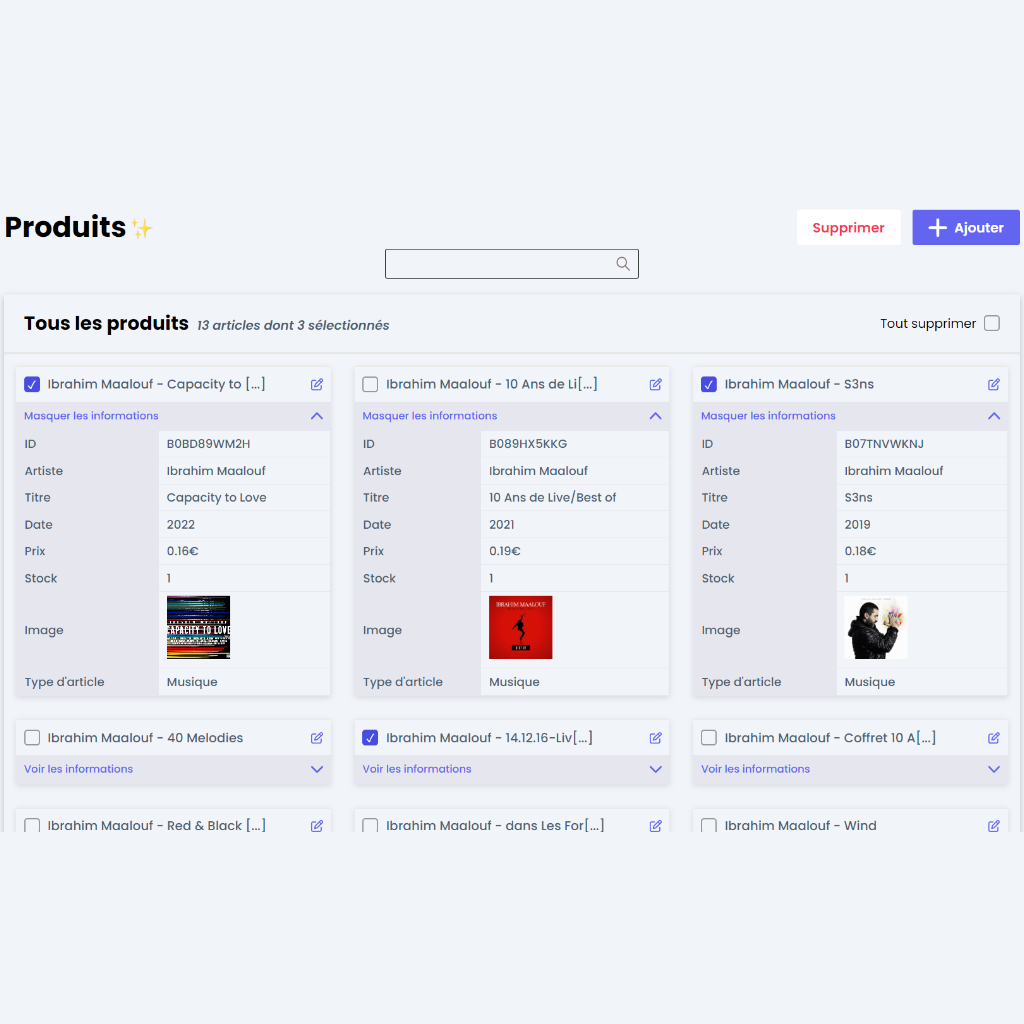 Produits✨
Supprimer
Ajouter
Tous les produits 13 articles dont 3 sélectionnés
Tout supprimer
Ibrahim Maalouf - Capacity to [...]
Masquer les informations
ID B0BD89WM2H
Artiste Ibrahim Maalouf
Titre Capacity to Love
Date 2022
Prix 0.16€
Stock 1
Image
CAPACITY TO LOVE
Type d'article Musique
Ibrahim Maalouf - 10 Ans de Li[...]
Masquer les informations
ID B089HX5KKG
Artiste Ibrahim Maalouf
Titre 10 Ans de Live/Best of
Date 2021
Prix 0.19€
Stock 1
Image
IBRAHIM MAALOUF
Type d'article Musique
Ibrahim Maalouf - S3ns
Masquer les informations
ID B07TNVWKNJ
Artiste Ibrahim Maalouf
Titre S3ns
Date 2019
Prix 0.18€
Stock 1
Image
Type d'article Musique
Ibrahim Maalouf - 40 Melodies
Voir les informations
Ibrahim Maalouf - 14.12.16-Liv[...]
Voir les informations
Ibrahim Maalouf - Coffret 10 A[...]
Voir les informations
Ibrahim Maalouf - Red & Black [...]
Ibrahim Maalouf - dans Les For[...]
Ibrahim Maalouf - Wind